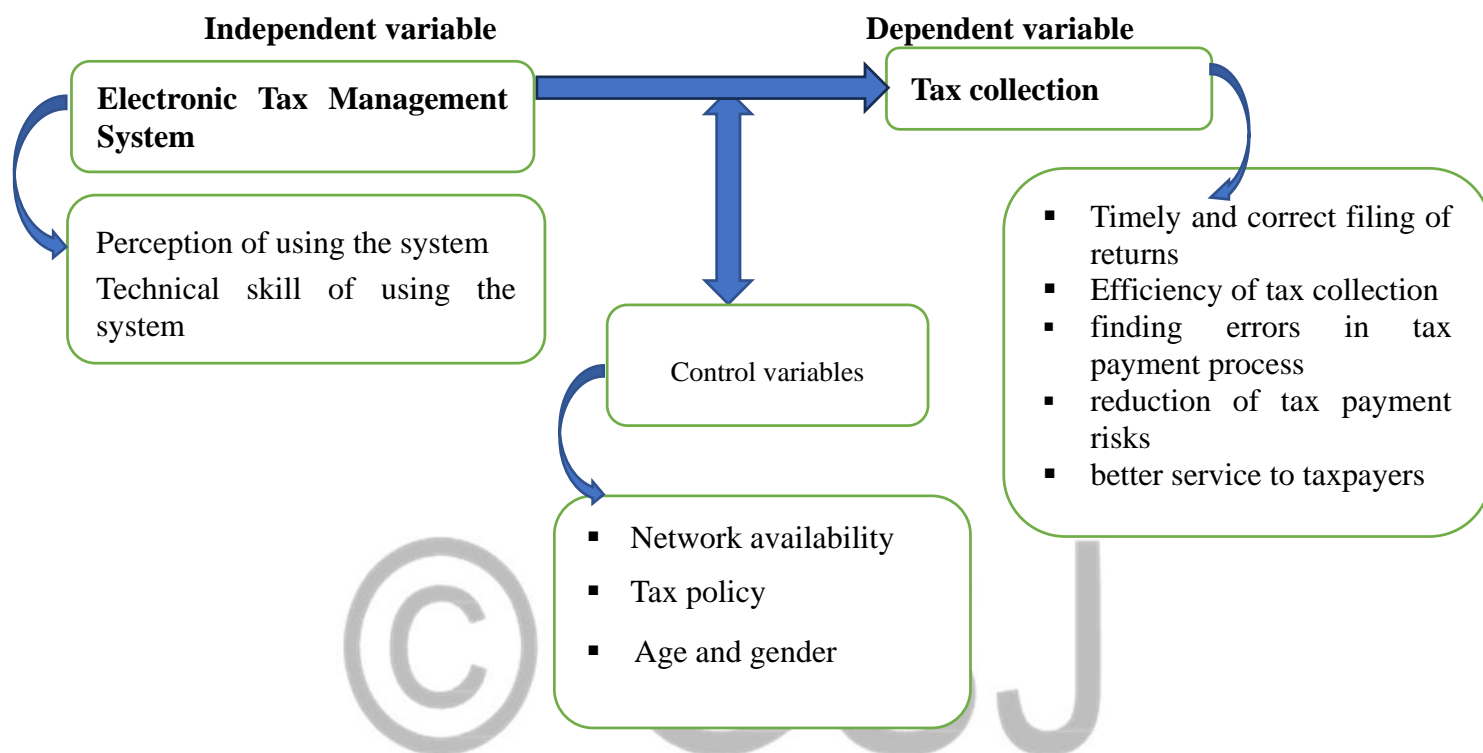 Independent variable
Dependent variable
Electronic Tax Management
System
Tax collection
Perception of using the system
Technical skill of using the
system
▪ Timely and correct filing of
returns
▪ Efficiency of tax collection
▪ finding errors in tax
payment process
▪ reduction of tax payment
risks
▪ better service to taxpayers
Control variables
▪ Network availability
▪ Tax policy
▪ Age and gender
©
J